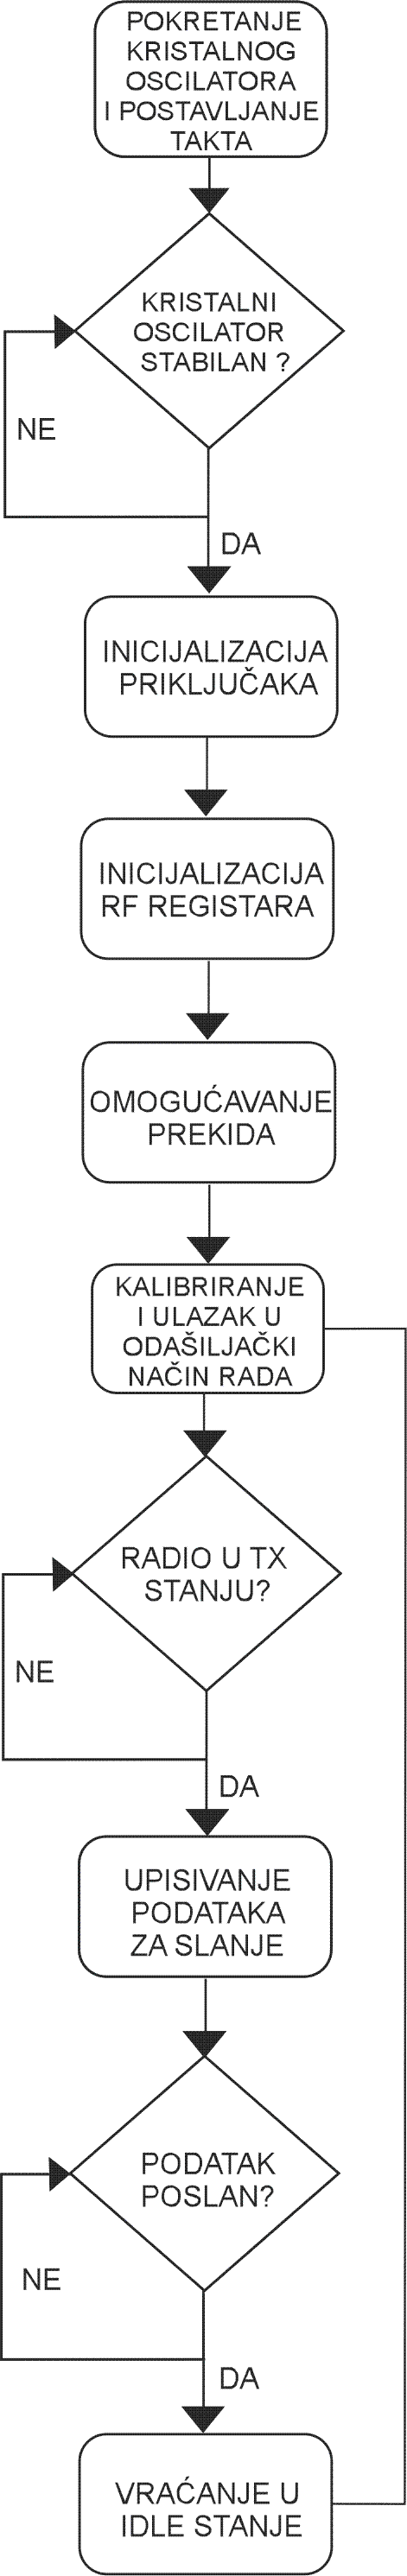 POKRETANJE
KRISTALNOG
OSCILATORA
I POSTAVLJANJE
TAKTA
KRISTALNI
OSCILATOR
STABILAN ?
NE
DA
INICIJALIZACIJA
PRIKLJUČAKA
INICIJALIZACIJA
RF REGISTARA
OMOGUĆAVANJE
PREKIDA
KALIBRIRANJE
I ULAZAK U
ODAŠILJAČKI
NAČIN RADA
RADIO U TX
STANJU?
NE
DA
UPISIVANJE
PODATAKA
ZA SLANJE
PODATAK
POSLAN?
NE
DA
VRAĆANJE U
IDLE STANJE